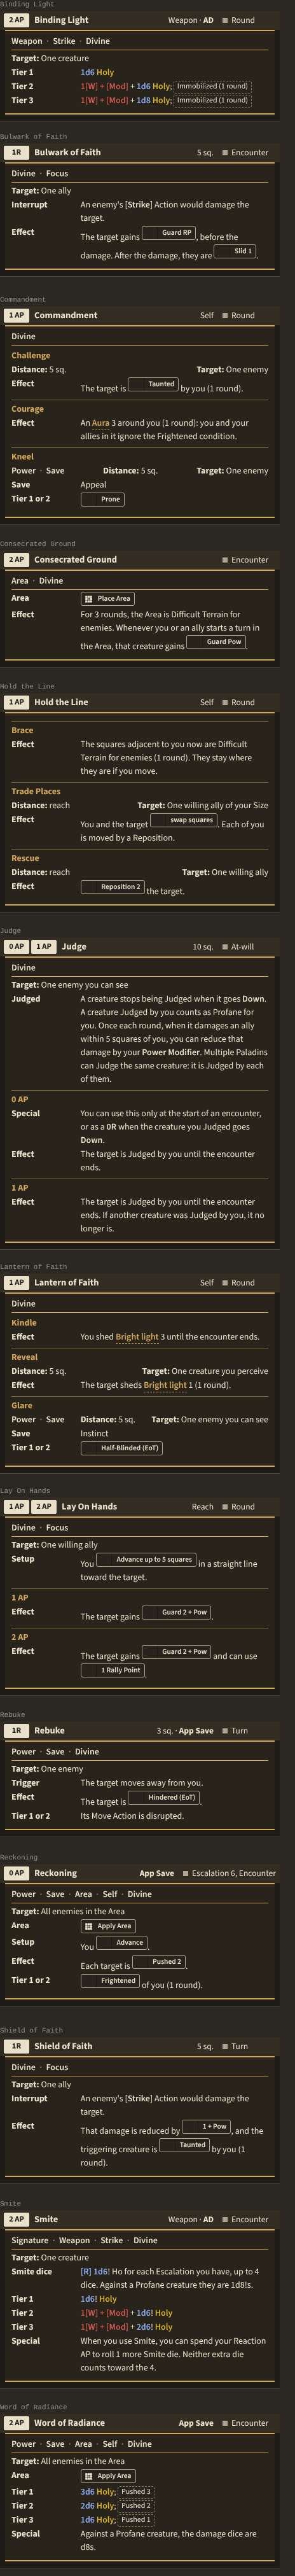 Binding Light
2 AP Binding Light Weapon · AD Round
Weapon · Strike · Divine
Target: One creature
Tier 1 1d6 Holy
Tier 2 1[W] + [Mod] + 1d6 Holy; Immobilized (1 round)
Tier 3 1[W] + [Mod] + 1d8 Holy; Immobilized (1 round)
Bulwark of Faith
1R Bulwark of Faith 5 sq. Encounter
Divine · Focus
Target: One ally
Interrupt An enemy's [Strike] Action would damage the
target.
Effect The target gains Guard RP, before the
damage. After the damage, they are Slid 1.
Commandment
1 AP Commandment Self Round
Divine
Challenge
Distance: 5 sq. Target: One enemy
Effect The target is Taunted by you (1 round).
Courage
Effect An Aura 3 around you (1 round): you and your
allies in it ignore the Frightened condition.
Kneel
Power · Save Distance: 5 sq. Target: One enemy
Save Appeal
Tier 1 or 2 Prone
Consecrated Ground
2 AP Consecrated Ground Encounter
Area · Divine
Area Place Area
Effect For 3 rounds, the Area is Difficult Terrain for
enemies. Whenever you or an ally starts a turn in
the Area, that creature gains Guard Pow.
Hold the Line
1 AP Hold the Line Self Round
Brace
Effect The squares adjacent to you now are Difficult
Terrain for enemies (1 round). They stay where
they are if you move.
Trade Places
Distance: reach Target: One willing ally of your Size
Effect You and the target swap squares. Each of you
is moved by a Reposition.
Rescue
Distance: reach Target: One willing ally
Effect Reposition 2 the target.
Judge
0 AP 1 AP Judge 10 sq. At-will
Divine
Target: One enemy you can see
Judged A creature stops being Judged when it goes Down.
A creature Judged by you counts as Profane for
you. Once each round, when it damages an ally
within 5 squares of you, you can reduce that
damage by your Power Modifier. Multiple Paladins
can Judge the same creature: it is Judged by each
of them.
0 AP
Special You can use this only at the start of an encounter,
or as a 0R when the creature you Judged goes
Down.
Effect The target is Judged by you until the encounter
ends.
1 AP
Effect The target is Judged by you until the encounter
ends. If another creature was Judged by you, it no
longer is.
Lantern of Faith
1 AP Lantern of Faith Self Round
Divine
Kindle
Effect You shed Bright light 3 until the encounter ends.
Reveal
Distance: 5 sq. Target: One creature you perceive
Effect The target sheds Bright light 1 (1 round).
Glare
Power · Save Distance: 5 sq. Target: One enemy you can see
Save Instinct
Tier 1 or 2 Half-Blinded (EoT)
Lay On Hands
1 AP 2 AP Lay On Hands Reach Round
Divine · Focus
Target: One willing ally
Setup You Advance up to 5 squares in a straight line
toward the target.
1 AP
Effect The target gains Guard 2 + Pow.
2 AP
Effect The target gains Guard 2 + Pow and can use
1 Rally Point.
Rebuke
1R Rebuke 3 sq. · App Save Turn
Power · Save · Divine
Target: One enemy
Trigger The target moves away from you.
Effect The target is Hindered (EoT).
Tier 1 or 2 Its Move Action is disrupted.
Reckoning
0 AP Reckoning App Save Escalation 6, Encounter
Power · Save · Area · Self · Divine
Target: All enemies in the Area
Area Apply Area
Setup You Advance.
Effect Each target is Pushed 2.
Tier 1 or 2 Frightened of you (1 round).
Shield of Faith
1R Shield of Faith 5 sq. Turn
Divine · Focus
Target: One ally
Interrupt An enemy's [Strike] Action would damage the
target.
Effect That damage is reduced by 1 + Pow, and the
triggering creature is Taunted by you (1
round).
Smite
2 AP Smite Weapon · AD Encounter
Signature · Weapon · Strike · Divine
Target: One creature
Smite dice [R] 1d6! Ho for each Escalation you have, up to 4
dice. Against a Profane creature they are 1d8!s.
Tier 1 1d6! Holy
Tier 2 1[W] + [Mod] + 1d6! Holy
Tier 3 1[W] + [Mod] + 2d6! Holy
Special When you use Smite, you can spend your Reaction
AP to roll 1 more Smite die. Neither extra die
counts toward the 4.
Word of Radiance
2 AP Word of Radiance App Save Encounter
Power · Save · Area · Self · Divine
Target: All enemies in the Area
Area Apply Area
Tier 1 3d6 Holy; Pushed 3
Tier 2 2d6 Holy; Pushed 2
Tier 3 1d6 Holy; Pushed 1
Special Against a Profane creature, the damage dice are
d8s.